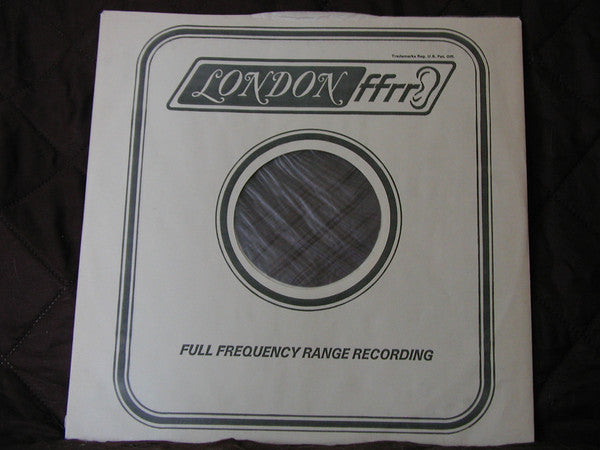 Trademarks Reg. U.S. Pat. Off.
LONDON ffrr
FULL FREQUENCY RANGE RECORDING